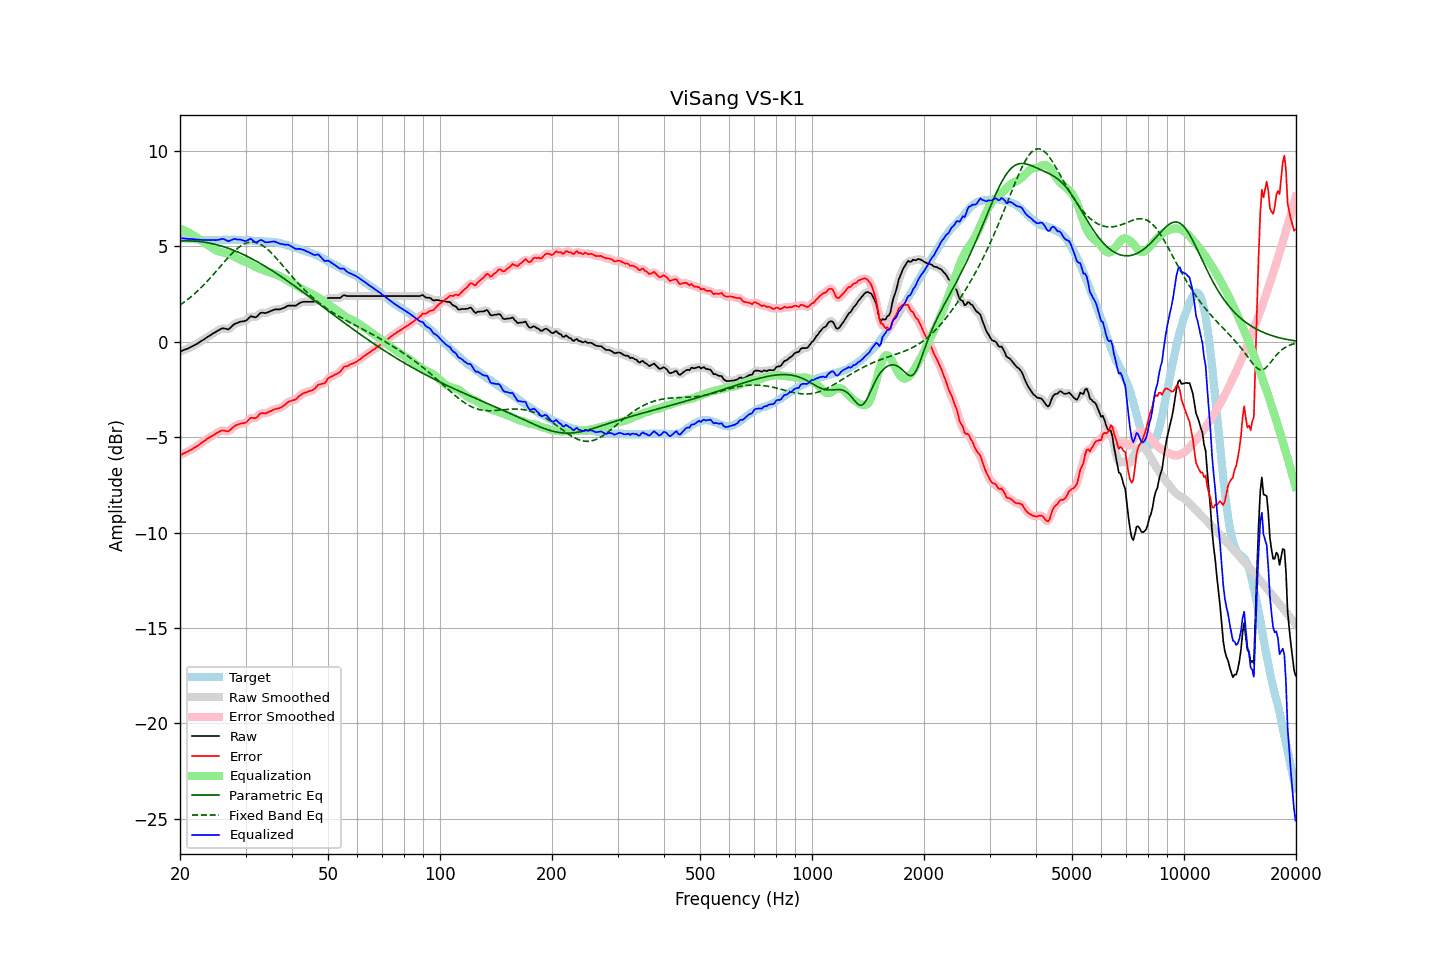 ViSang VS-K1
Amplitude (dBr)
10
5
0
−5
−10
−15
−20
−25
Target
Raw Smoothed
Error Smoothed
Raw
Error
Equalization
Parametric Eq
Fixed Band Eq
Equalized
20 50 100 200 500 1000 2000 5000 10000 20000
Frequency (Hz)